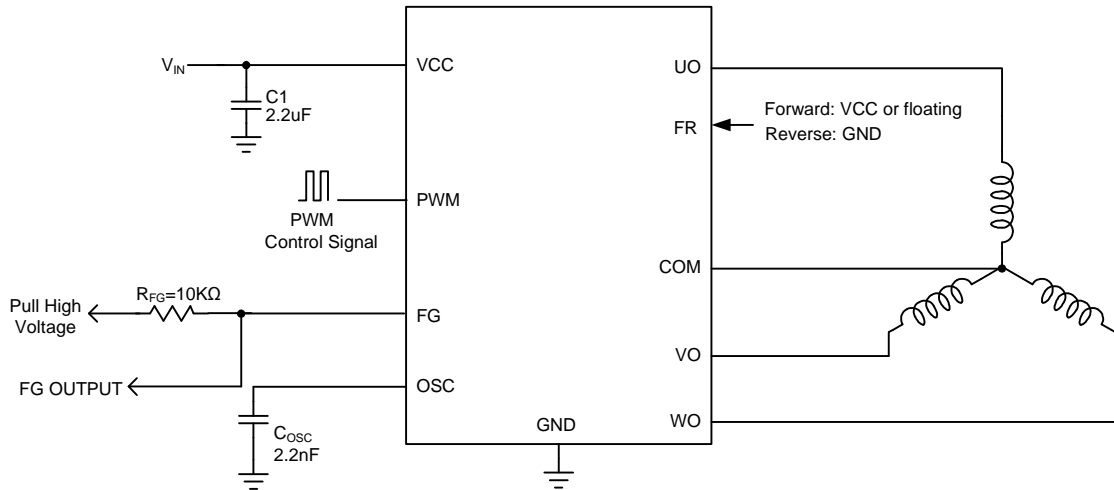 V_IN
C1
2.2uF
VCC
PWM
Control Signal
PWM
Pull High
Voltage
R_FG=10KΩ
FG
FG OUTPUT
OSC
C_OSC
2.2nF
GND
UO
FR
Forward: VCC or floating
Reverse: GND
COM
VO
WO